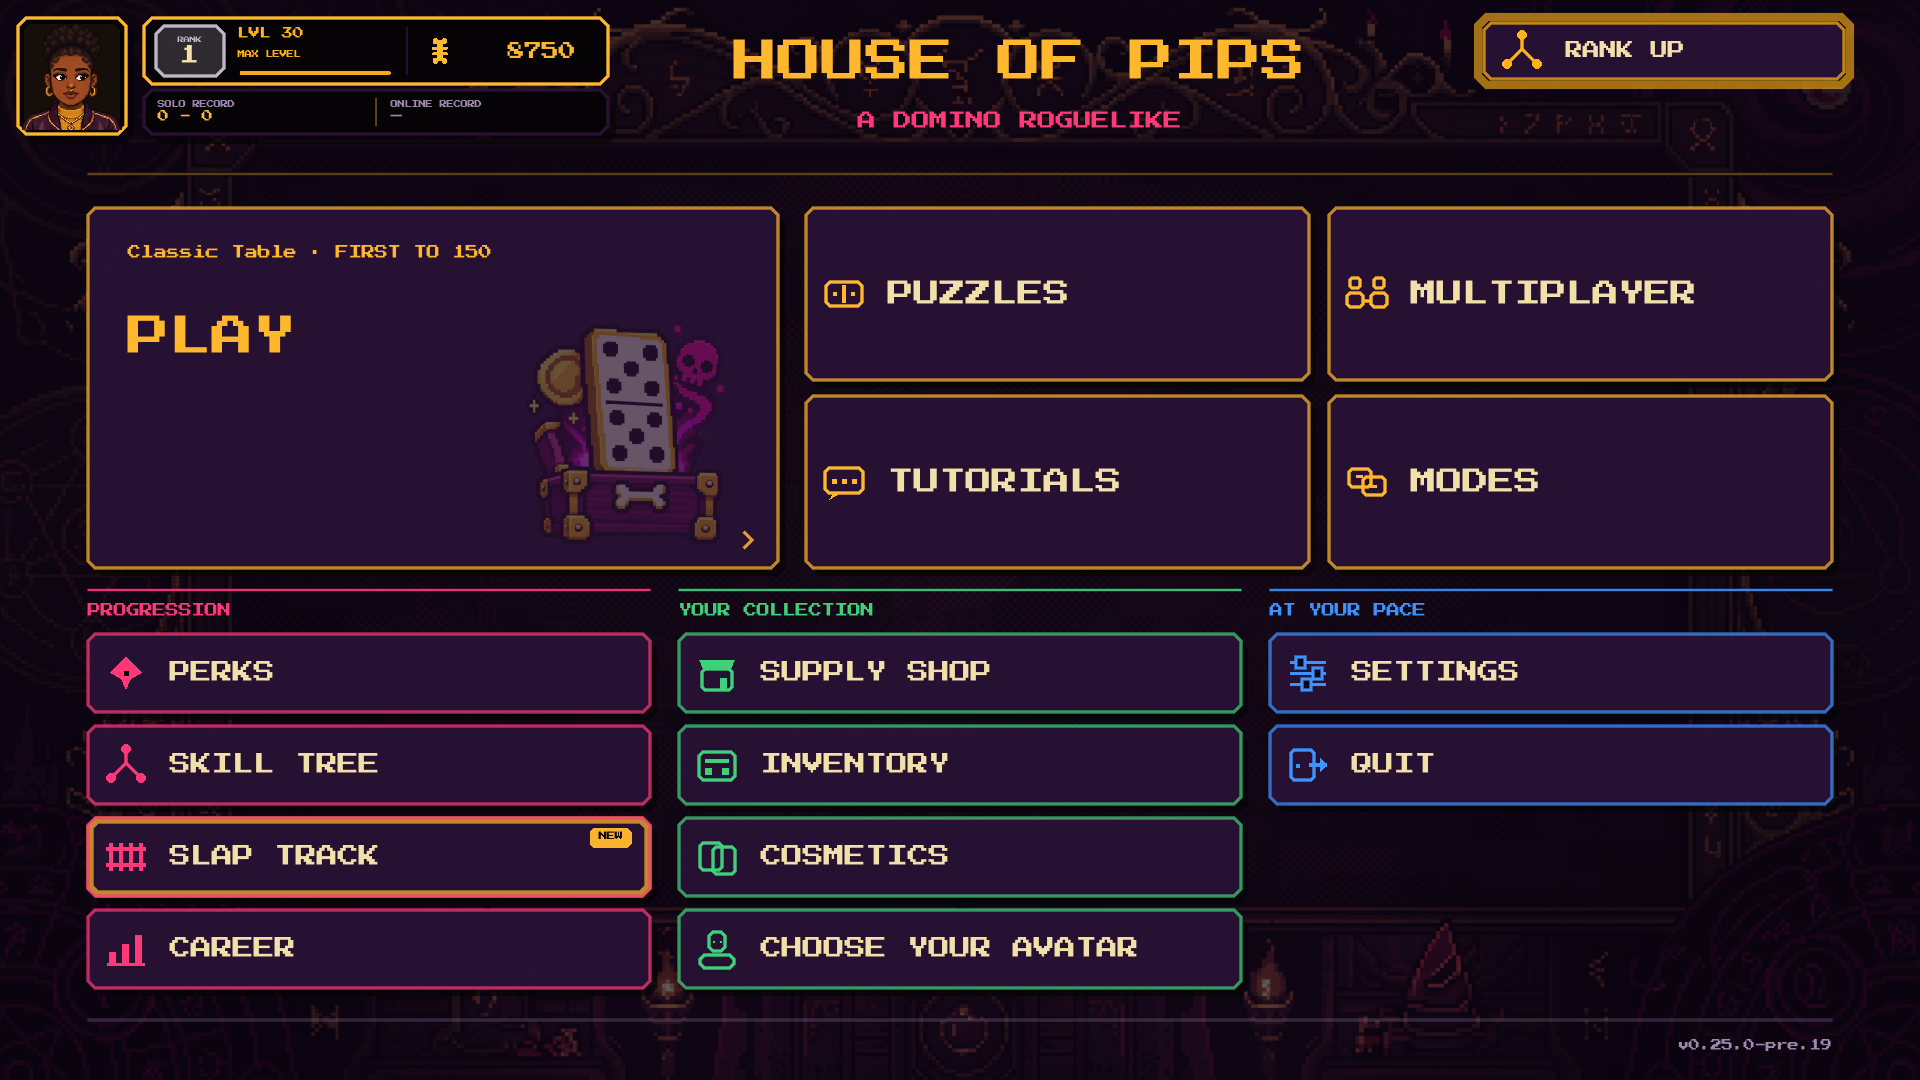 RANK
1
LVL 30
MAX LEVEL
8750
SOLO RECORD
0 - 0
ONLINE RECORD
—
HOUSE OF PIPS
A DOMINO ROGUELIKE
RANK UP
Classic Table · FIRST TO 150
PLAY
PUZZLES
MULTIPLAYER
TUTORIALS
MODES
PROGRESSION
PERKS
SKILL TREE
SLAP TRACK
NEW
CAREER
YOUR COLLECTION
SUPPLY SHOP
INVENTORY
COSMETICS
CHOOSE YOUR AVATAR
AT YOUR PACE
SETTINGS
QUIT
v0.25.0-pre.19